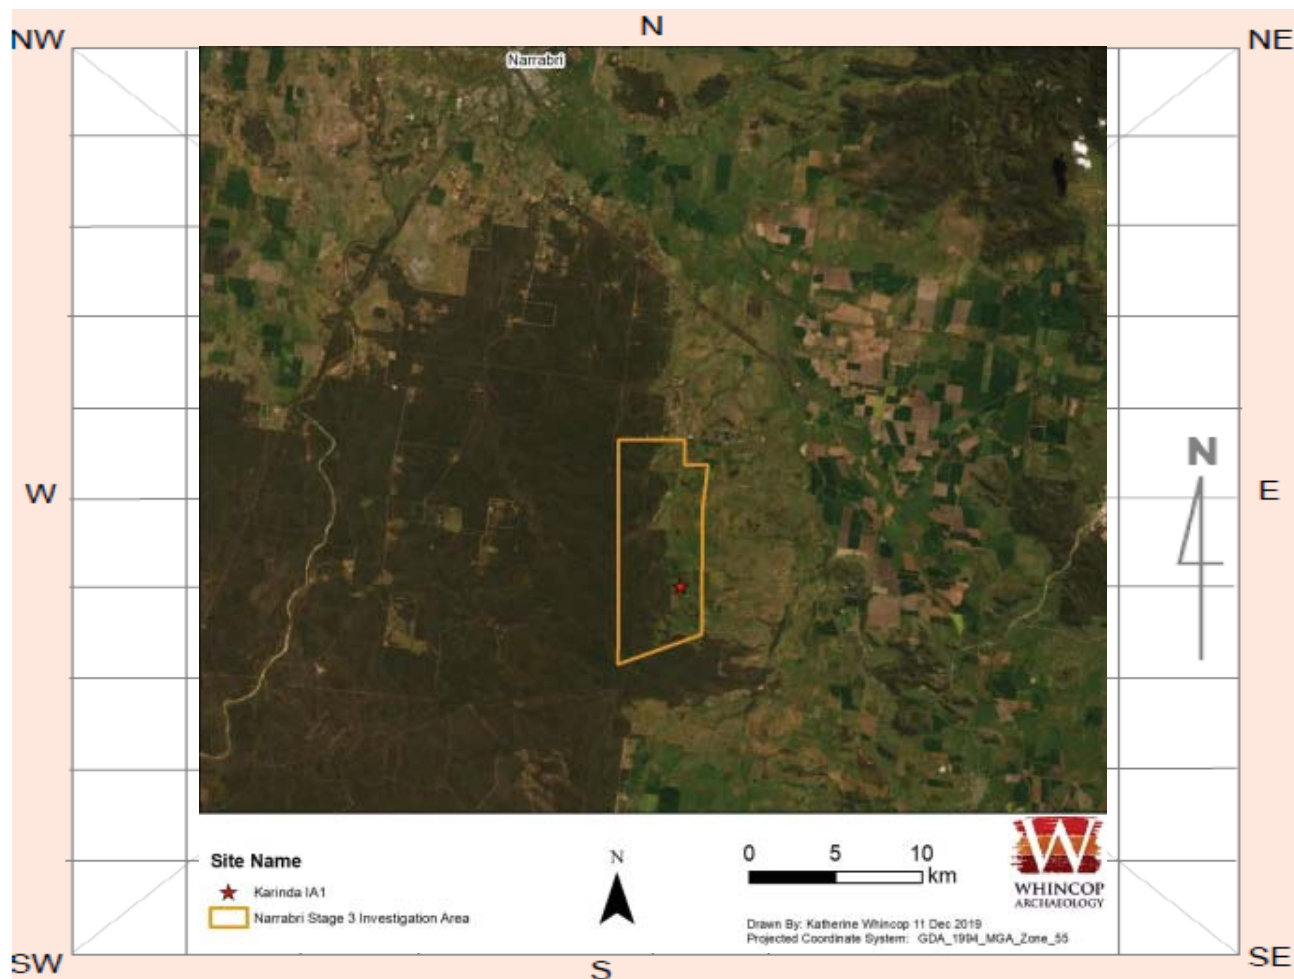 NW
N
NE
Narrabri
W
N
E
Site Name
Karinda IA1
Narrabri Stage 3 Investigation Area
N
0 5 10
km
W
WHINCOP
ARCHAEOLOGY
Drawn By: Katherine Whincop 11 Dec 2019
Projected Coordinate System: GDA_1994_MGA_Zone_55
SW
S
SE